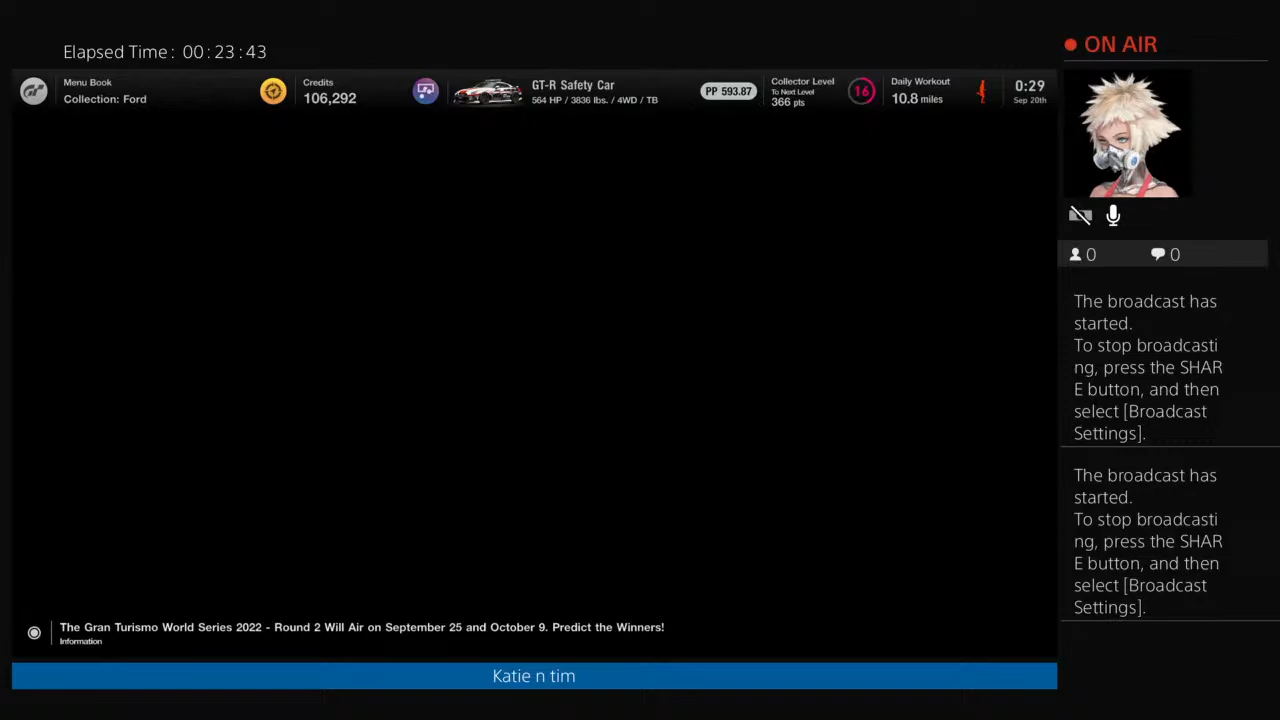 Elapsed Time: 00:23:43
ON AIR
Menu Book
Collection: Ford
Credits
106,292
GT-R Safety Car
564 HP / 3836 lbs. / 4WD / TB
PP 593.87
Collector Level
To Next Level
366 pts
16
Daily Workout
10.8 miles
0:29
Sep 20th
0
0
The broadcast has
started.
To stop broadcasti
ng, press the SHAR
E button, and then
select [Broadcast
Settings].
The broadcast has
started.
To stop broadcasti
ng, press the SHAR
E button, and then
select [Broadcast
Settings].
The Gran Turismo World Series 2022 - Round 2 Will Air on September 25 and October 9. Predict the Winners!
Information
Katie n tim